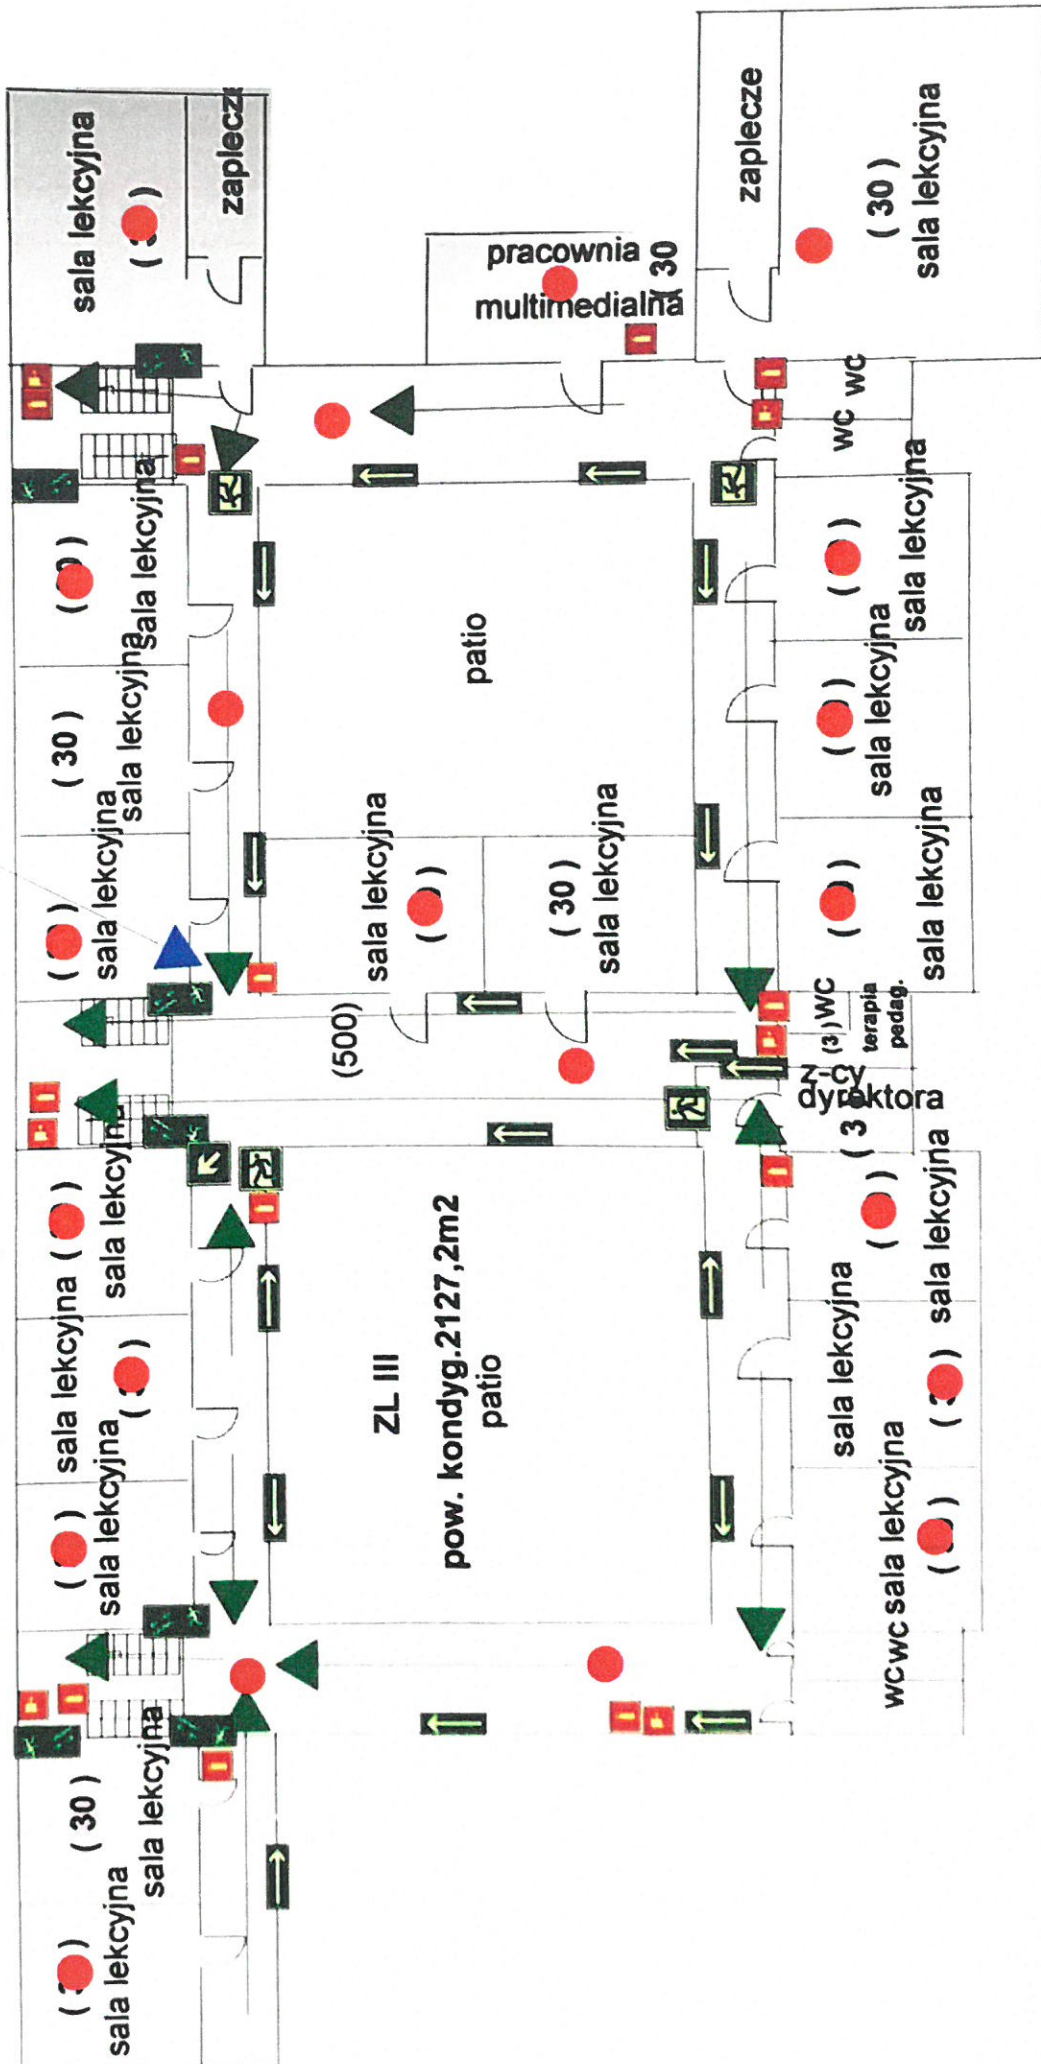 sala lekcyjna
zaplecze
zaplecze
( 30 )
sala lekcyjna
pracownia
multimedialna
30
wc
wc
sala lekcyjna
sala lekcyjna
( 30 )
sala lekcyjna
sala lekcyjna
patio
sala lekcyjna
( 30 )
sala lekcyjna
sala lekcyjna
sala lekcyjna
sala lekcyjna
(500)
(3)
WC
terapia
pedag.
z-cy
dyrektora
( 3
sala lekcyjna
sala lekcyjna
sala lekcyjna
ZL III
pow. kondyg.2127,2m2
patio
sala lekcyjna
sala lekcyjna
sala lekcyjna
wc
wc
sala lekcyjna
( 30 )
sala lekcyjna